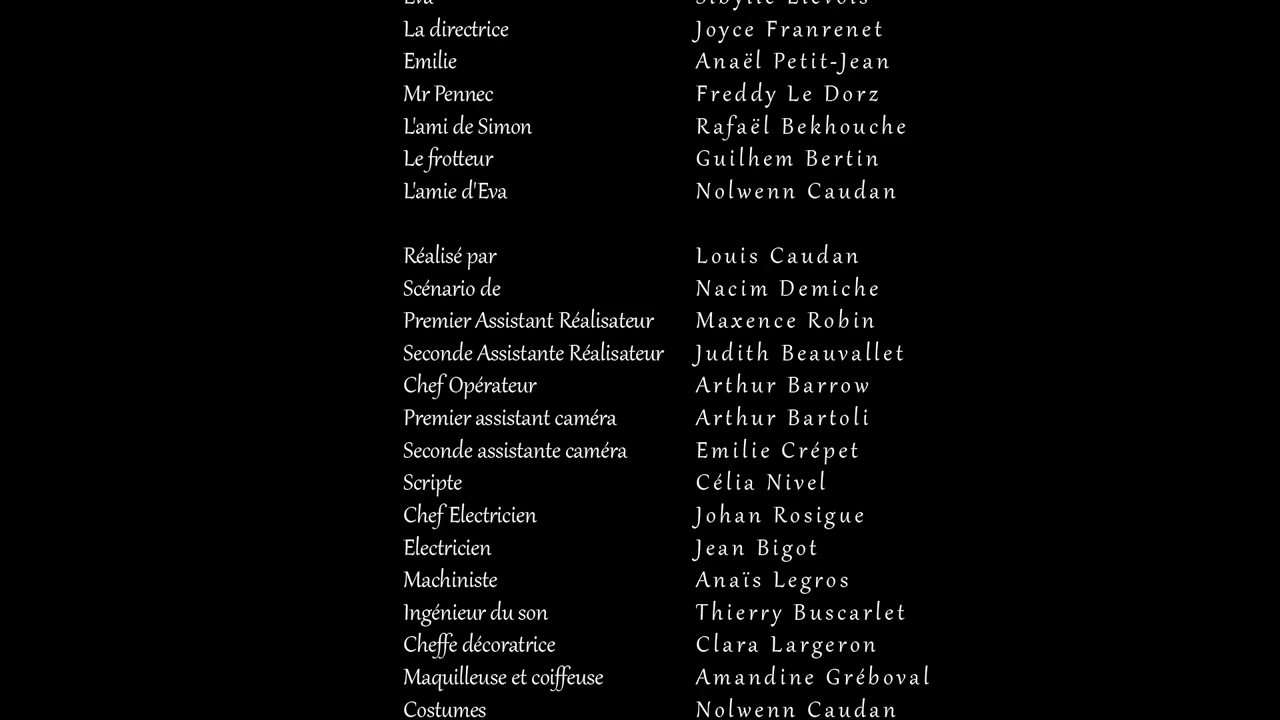 La directrice Joyce Franrenet
Emilie Anaël Petit-Jean
Mr Pennec Freddy Le Dorz
L'ami de Simon Rafaël Bekhouche
Le frotteur Guilhem Bertin
L'amie d'Eva Nolwenn Caudan
Réalisé par Louis Caudan
Scénario de Nacim Demiche
Premier Assistant Réalisateur Maxence Robin
Seconde Assistante Réalisateur Judith Beauvallet
Chef Opérateur Arthur Barrow
Premier assistant caméra Arthur Bartoli
Seconde assistante caméra Emilie Crépet
Scripte Célia Nivel
Chef Electricien Johan Rosigue
Electricien Jean Bigot
Machiniste Anaïs Legros
Ingénieur du son Thierry Buscarlet
Cheffe décoratrice Clara Largeron
Maquilleuse et coiffeuse Amandine Gréboval
Costumes Nolwenn Caudan